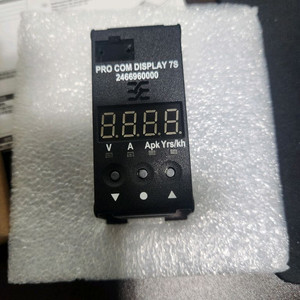 PRO COM DISPLAY 7S
2466960000
8.8.8.8
V A Apk Yrs/kh
▼ ● ▲